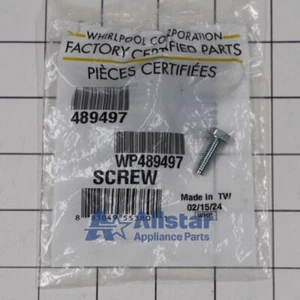 WHIRLPOOL CORPORATION
FACTORY CERTIFIED PARTS
PIÈCES CERTIFIÉES
489497
WP489497
SCREW
Made in TW
02/15/24
WHP
Allstar
Appliance Parts